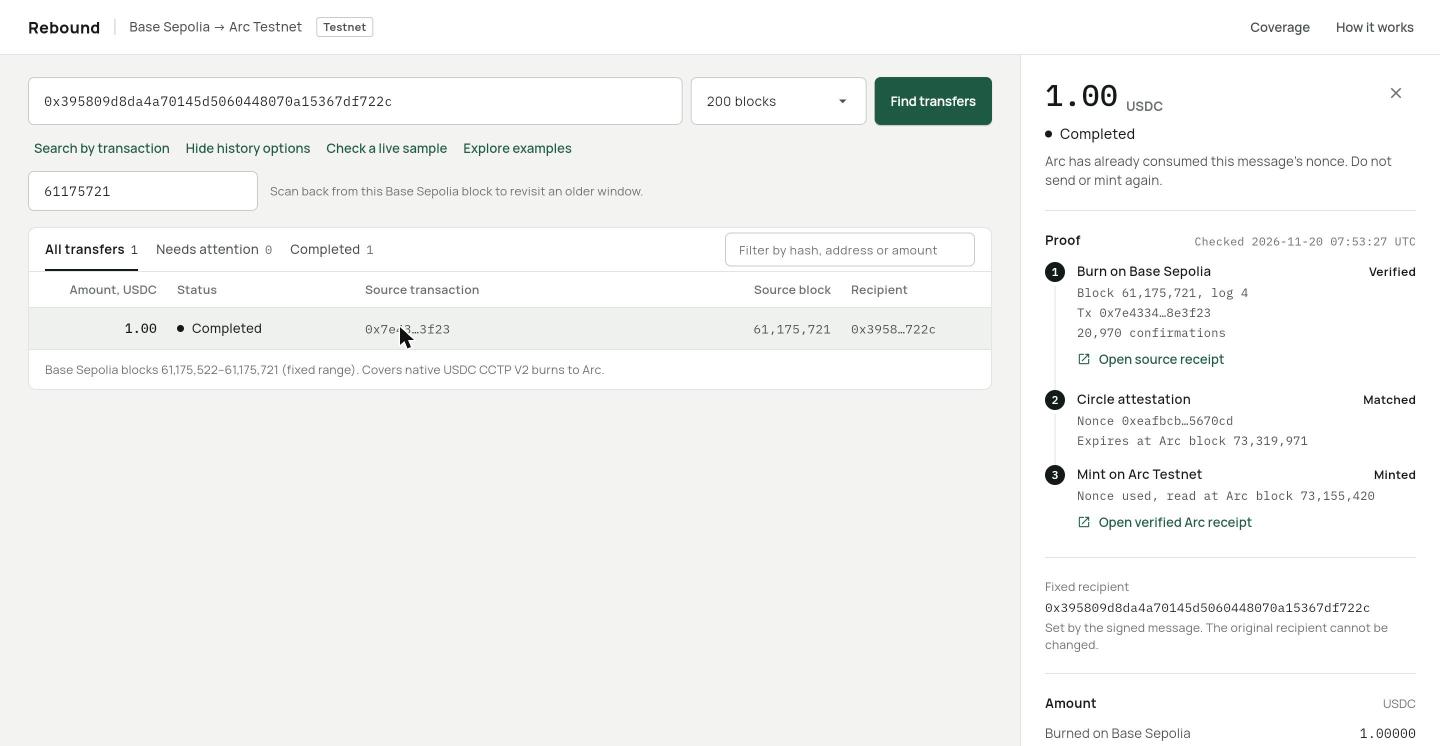 Rebound
Base Sepolia → Arc Testnet
Testnet
Coverage
How it works
0x395809d8da4a70145d5060448070a15367df722c
200 blocks
Find transfers
Search by transaction
Hide history options
Check a live sample
Explore examples
61175721
Scan back from this Base Sepolia block to revisit an older window.
All transfers 1
Needs attention 0
Completed 1
Filter by hash, address or amount
Amount, USDC
Status
Source transaction
Source block
Recipient
1.00
Completed
0x7e43…3f23
61,175,721
0x3958…722c
Base Sepolia blocks 61,175,522–61,175,721 (fixed range). Covers native USDC CCTP V2 burns to Arc.
1.00 USDC
Completed
Arc has already consumed this message's nonce. Do not
send or mint again.
Proof
Checked 2026-11-20 07:53:27 UTC
1 Burn on Base Sepolia Verified
Block 61,175,721, log 4
Tx 0x7e4334…8e3f23
20,970 confirmations
Open source receipt
2 Circle attestation Matched
Nonce 0xeafbcb…5670cd
Expires at Arc block 73,319,971
3 Mint on Arc Testnet Minted
Nonce used, read at Arc block 73,155,420
Open verified Arc receipt
Fixed recipient
0x395809d8da4a70145d5060448070a15367df722c
Set by the signed message. The original recipient cannot be
changed.
Amount USDC
Burned on Base Sepolia 1.00000